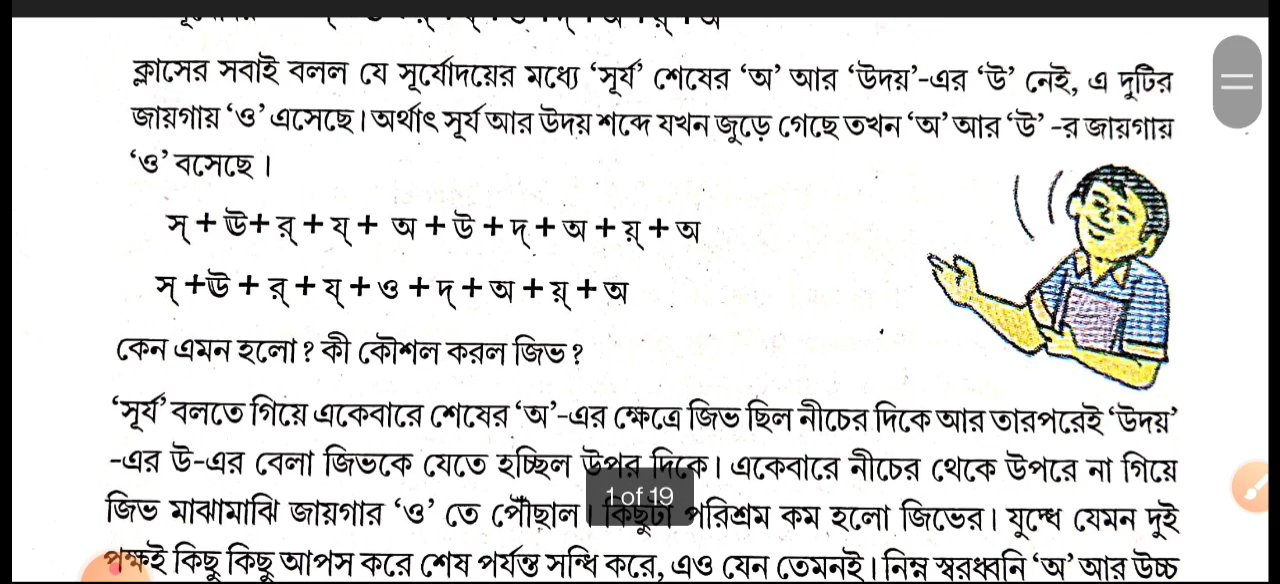 ক্লাসের সবাই বলল যে সূর্যোদয়ের মধ্যে ‘সূর্য’ শেষের ‘অ’ আর ‘উদয়’-এর ‘উ’ নেই, এ দুটির
জায়গায় ‘ও’ এসেছে। অর্থাৎ সূর্য আর উদয় শব্দে যখন জুড়ে গেছে তখন ‘অ’ আর ‘উ’ -র জায়গায়
‘ও’ বসেছে।
স্ + ঊ + র্ + য্ + অ + উ + দ্ + অ + য়্ + অ
স্ + ঊ + র্ + য্ + ও + দ্ + অ + য়্ + অ
কেন এমন হলো? কী কৌশল করল জিভ?
‘সূর্য’ বলতে গিয়ে একেবারে শেষের ‘অ’-এর ক্ষেত্রে জিভ ছিল নীচের দিকে আর তারপরেই ‘উদয়’
-এর উ-এর বেলা জিভকে যেতে হচ্ছিল উপর দিকে। একেবারে নীচের থেকে উপরে না গিয়ে
জিভ মাঝামাঝি জায়গার ‘ও’ তে পৌঁছাল। কিছুটা পরিশ্রম কম হলো জিভের। যুদ্ধে যেমন দুই
1 of 19
পক্ষই কিছু কিছু আপস করে শেষ পর্যন্ত সন্ধি করে, এও যেন তেমনই। নিম্ন স্বরধ্বনি ‘অ’ আর উচ্চ